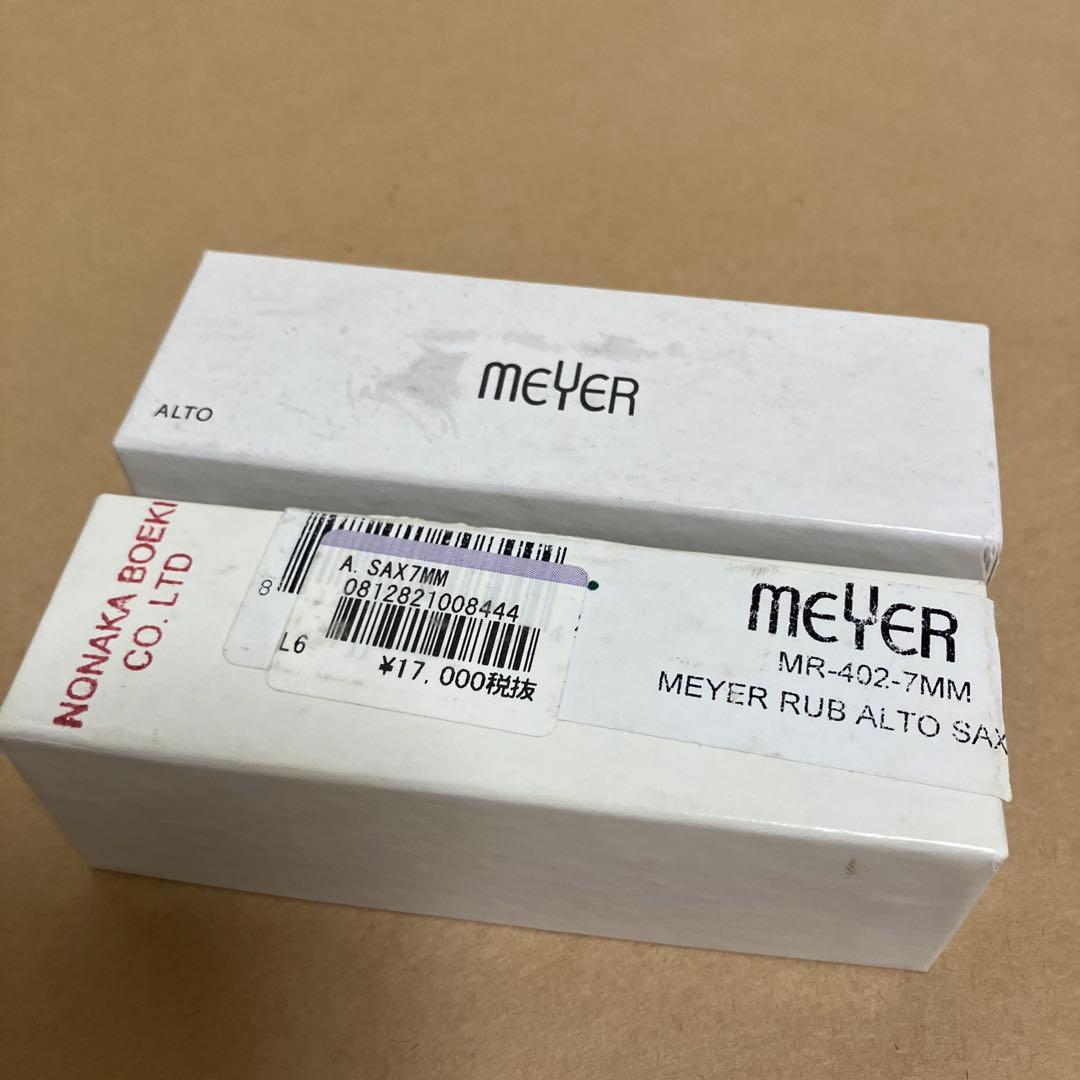 MEYER
ALTO
NONAKA BOEKI
CO. LTD
8
L6
A. SAX7MM
0812821008444
¥17,000税抜
MEYER
MR-402-7MM
MEYER RUB ALTO SAX